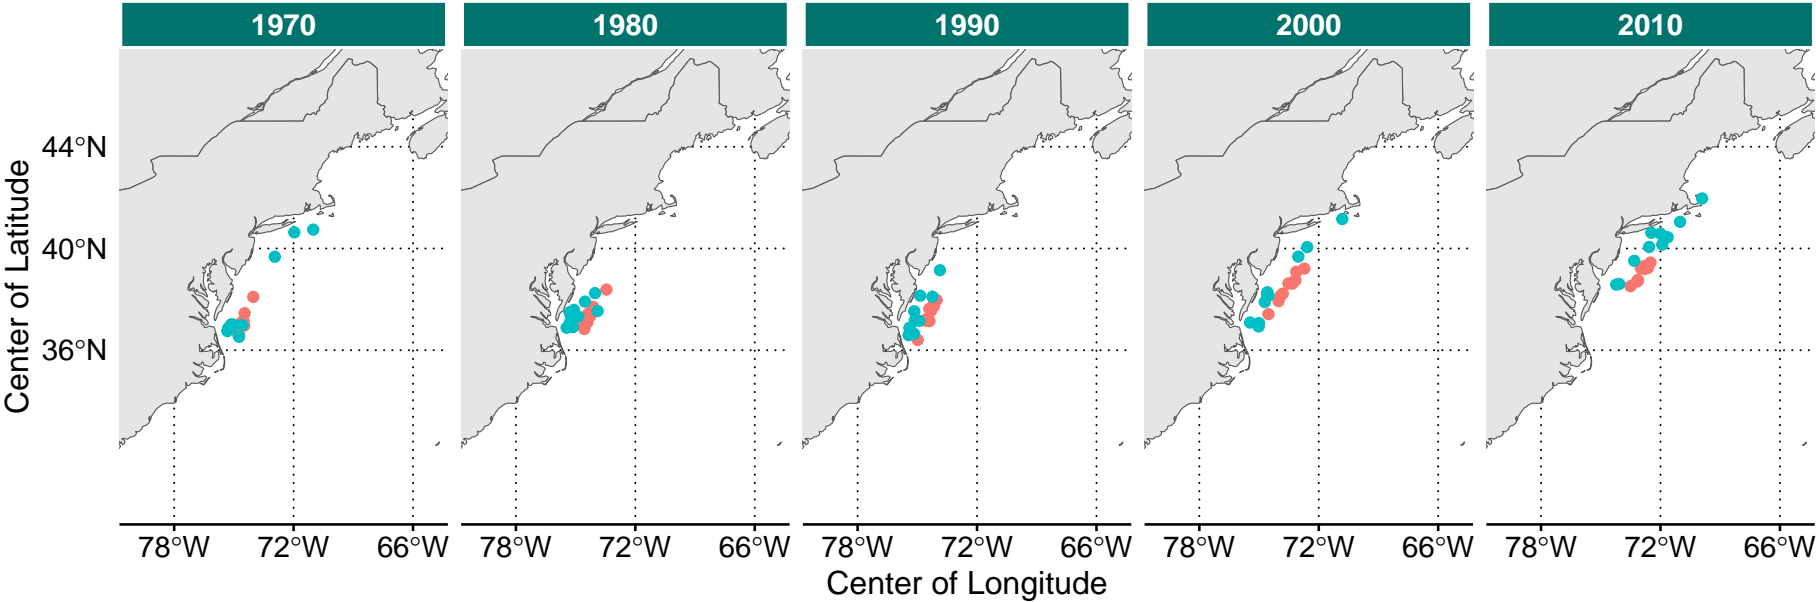 1970 1980 1990 2000 2010
44°N
40°N
36°N
Center of Latitude
78°W 72°W 66°W 78°W 72°W 66°W 78°W 72°W 66°W 78°W 72°W 66°W 78°W 72°W 66°W
Center of Longitude